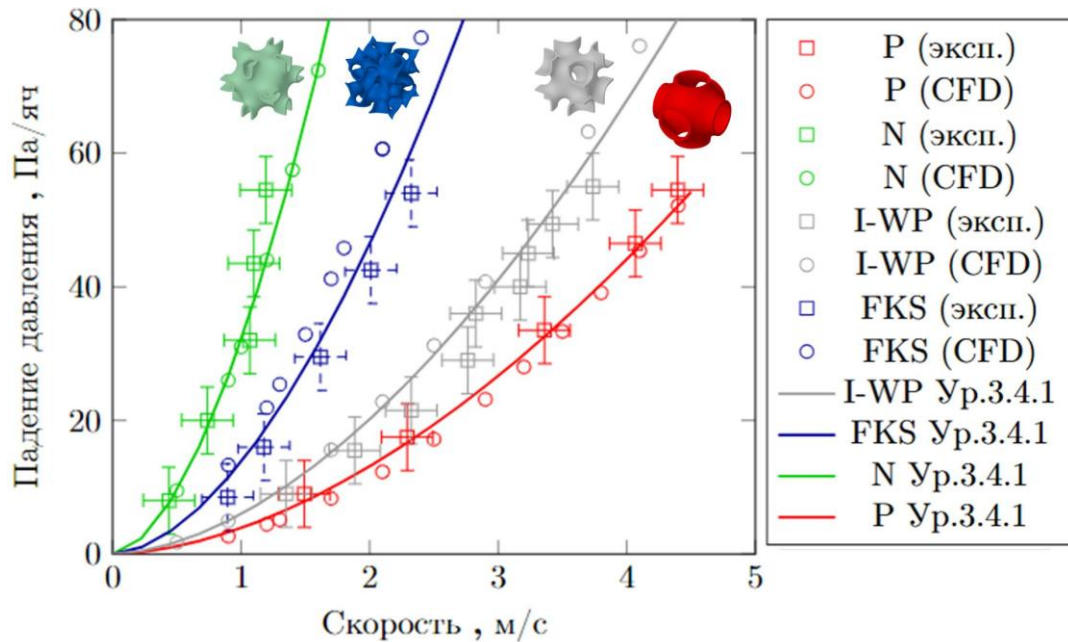 80
60
40
20
0
0
1
2
3
4
5
Падение давления , Па/яч
Скорость , м/с
P (эксп.)
P (CFD)
N (эксп.)
N (CFD)
I-WP (эксп.)
I-WP (CFD)
FKS (эксп.)
FKS (CFD)
I-WP Ур.3.4.1
FKS Ур.3.4.1
N Ур.3.4.1
P Ур.3.4.1